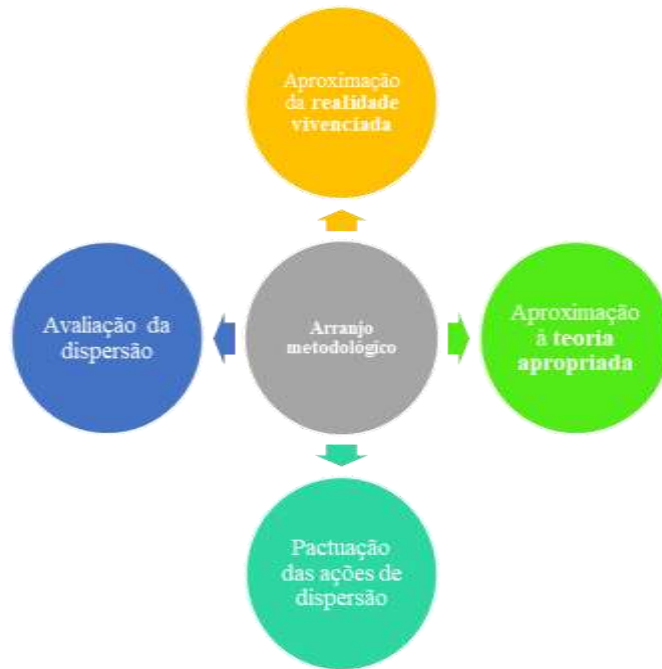 Aproximação
da realidade
vivenciada
Avaliação da
dispersão
Arranjo
metodológico
Aproximação
à teoria
apropriada
Pactuação
das ações de
dispersão